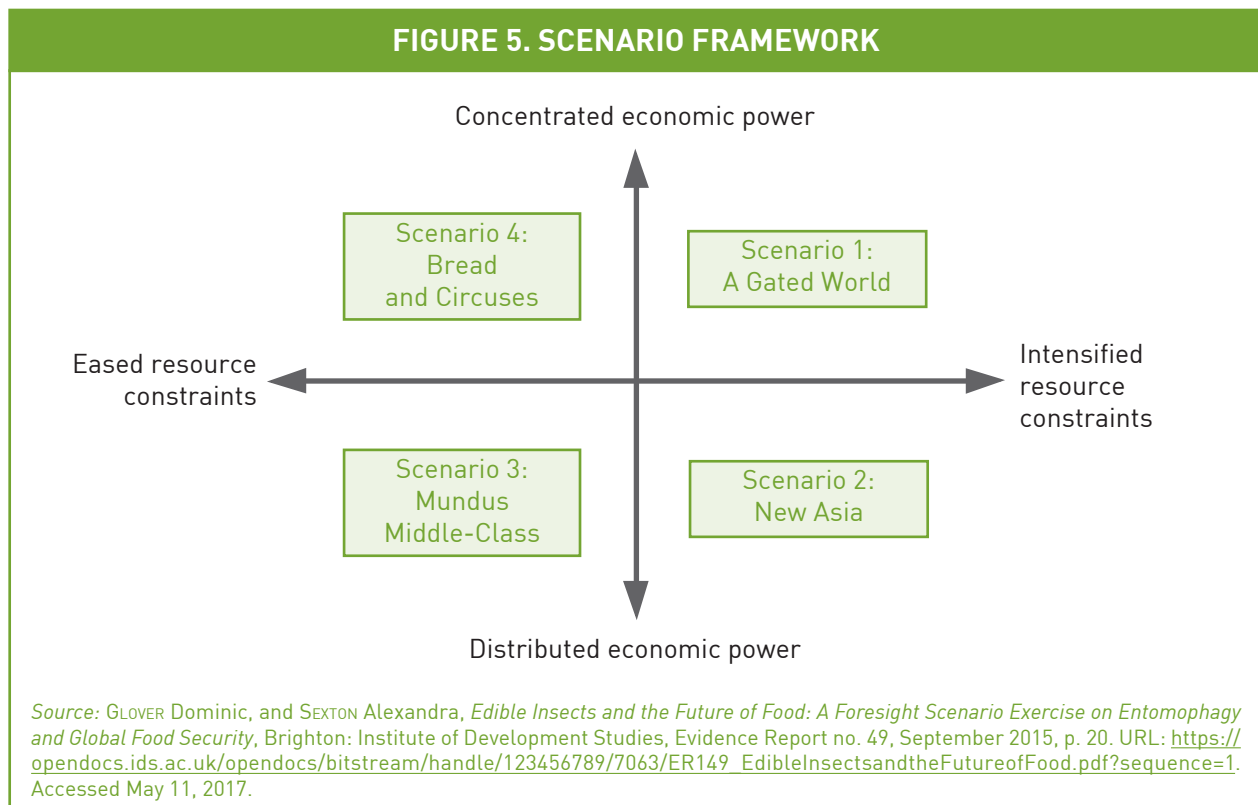 FIGURE 5. SCENARIO FRAMEWORK
Concentrated economic power
Scenario 4:
Bread
and Circuses
Scenario 1:
A Gated World
Eased resource
constraints
Intensified
resource
constraints
Scenario 3:
Mundus
Middle-Class
Scenario 2:
New Asia
Distributed economic power
Source: GLOVER Dominic, and SEXTON Alexandra, Edible Insects and the Future of Food: A Foresight Scenario Exercise on Entomophagy
and Global Food Security, Brighton: Institute of Development Studies, Evidence Report no. 49, September 2015, p. 20. URL: https://
opendocs.ids.ac.uk/opendocs/bitstream/handle/123456789/7063/ER149_EdibleInsectsandtheFutureofFood.pdf?sequence=1.
Accessed May 11, 2017.